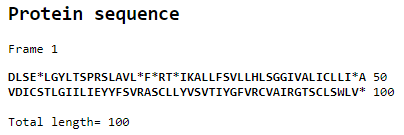 Protein sequence
Frame 1
DLSE*LGYLTSPRSLAVL*F*RT*IKALLFSVLLHLSGGIVALICLLI*A 50
VDICSTLGIILIEYYFSVRASCLLYVSVTIYGFVRCVAIRGTSCLSWLV* 100
Total length= 100